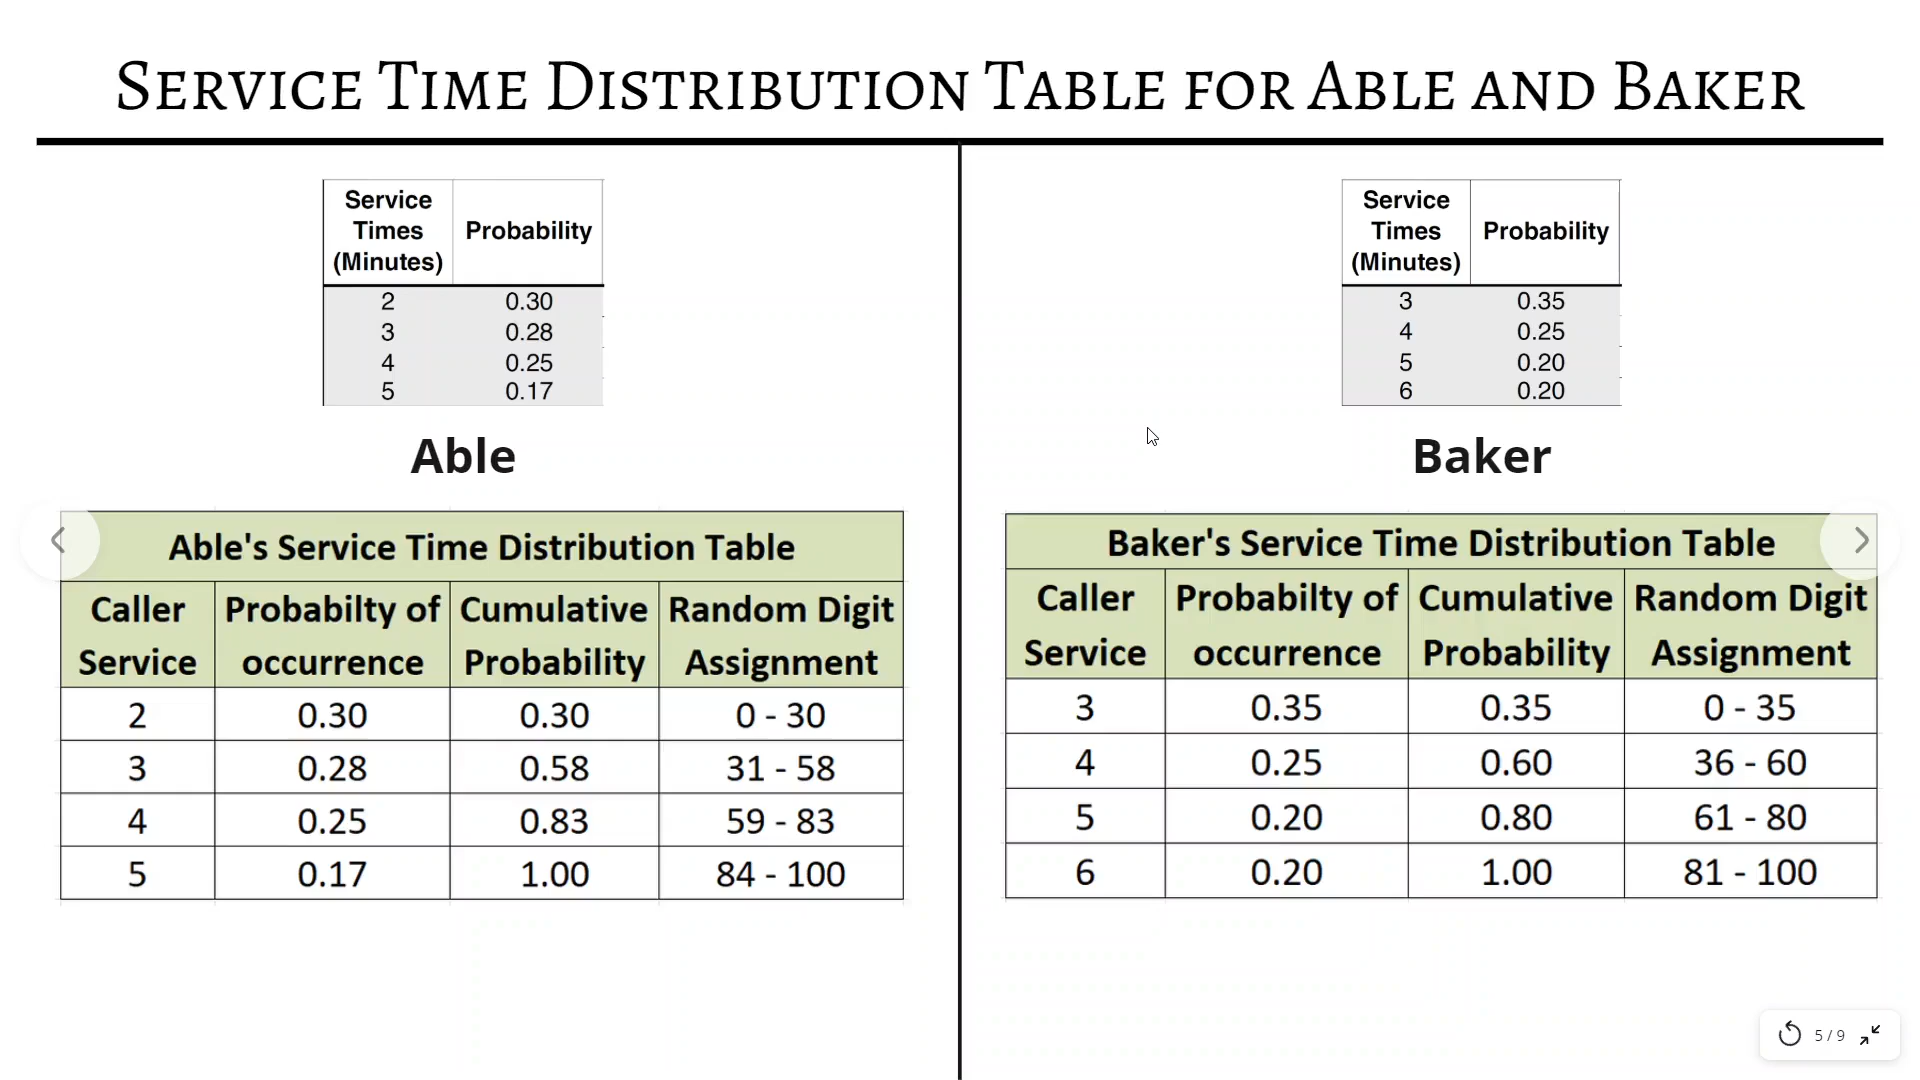 Service Time Distribution Table for Able and Baker
Service
Times
(Minutes)
Probability
2 0.30
3 0.28
4 0.25
5 0.17
Able
Able's Service Time Distribution Table
Caller Probabilty of Cumulative Random Digit
Service occurrence Probability Assignment
2 0.30 0.30 0 - 30
3 0.28 0.58 31 - 58
4 0.25 0.83 59 - 83
5 0.17 1.00 84 - 100
Service
Times
(Minutes)
Probability
3 0.35
4 0.25
5 0.20
6 0.20
Baker
Baker's Service Time Distribution Table
Caller Probabilty of Cumulative Random Digit
Service occurrence Probability Assignment
3 0.35 0.35 0 - 35
4 0.25 0.60 36 - 60
5 0.20 0.80 61 - 80
6 0.20 1.00 81 - 100
5 / 9